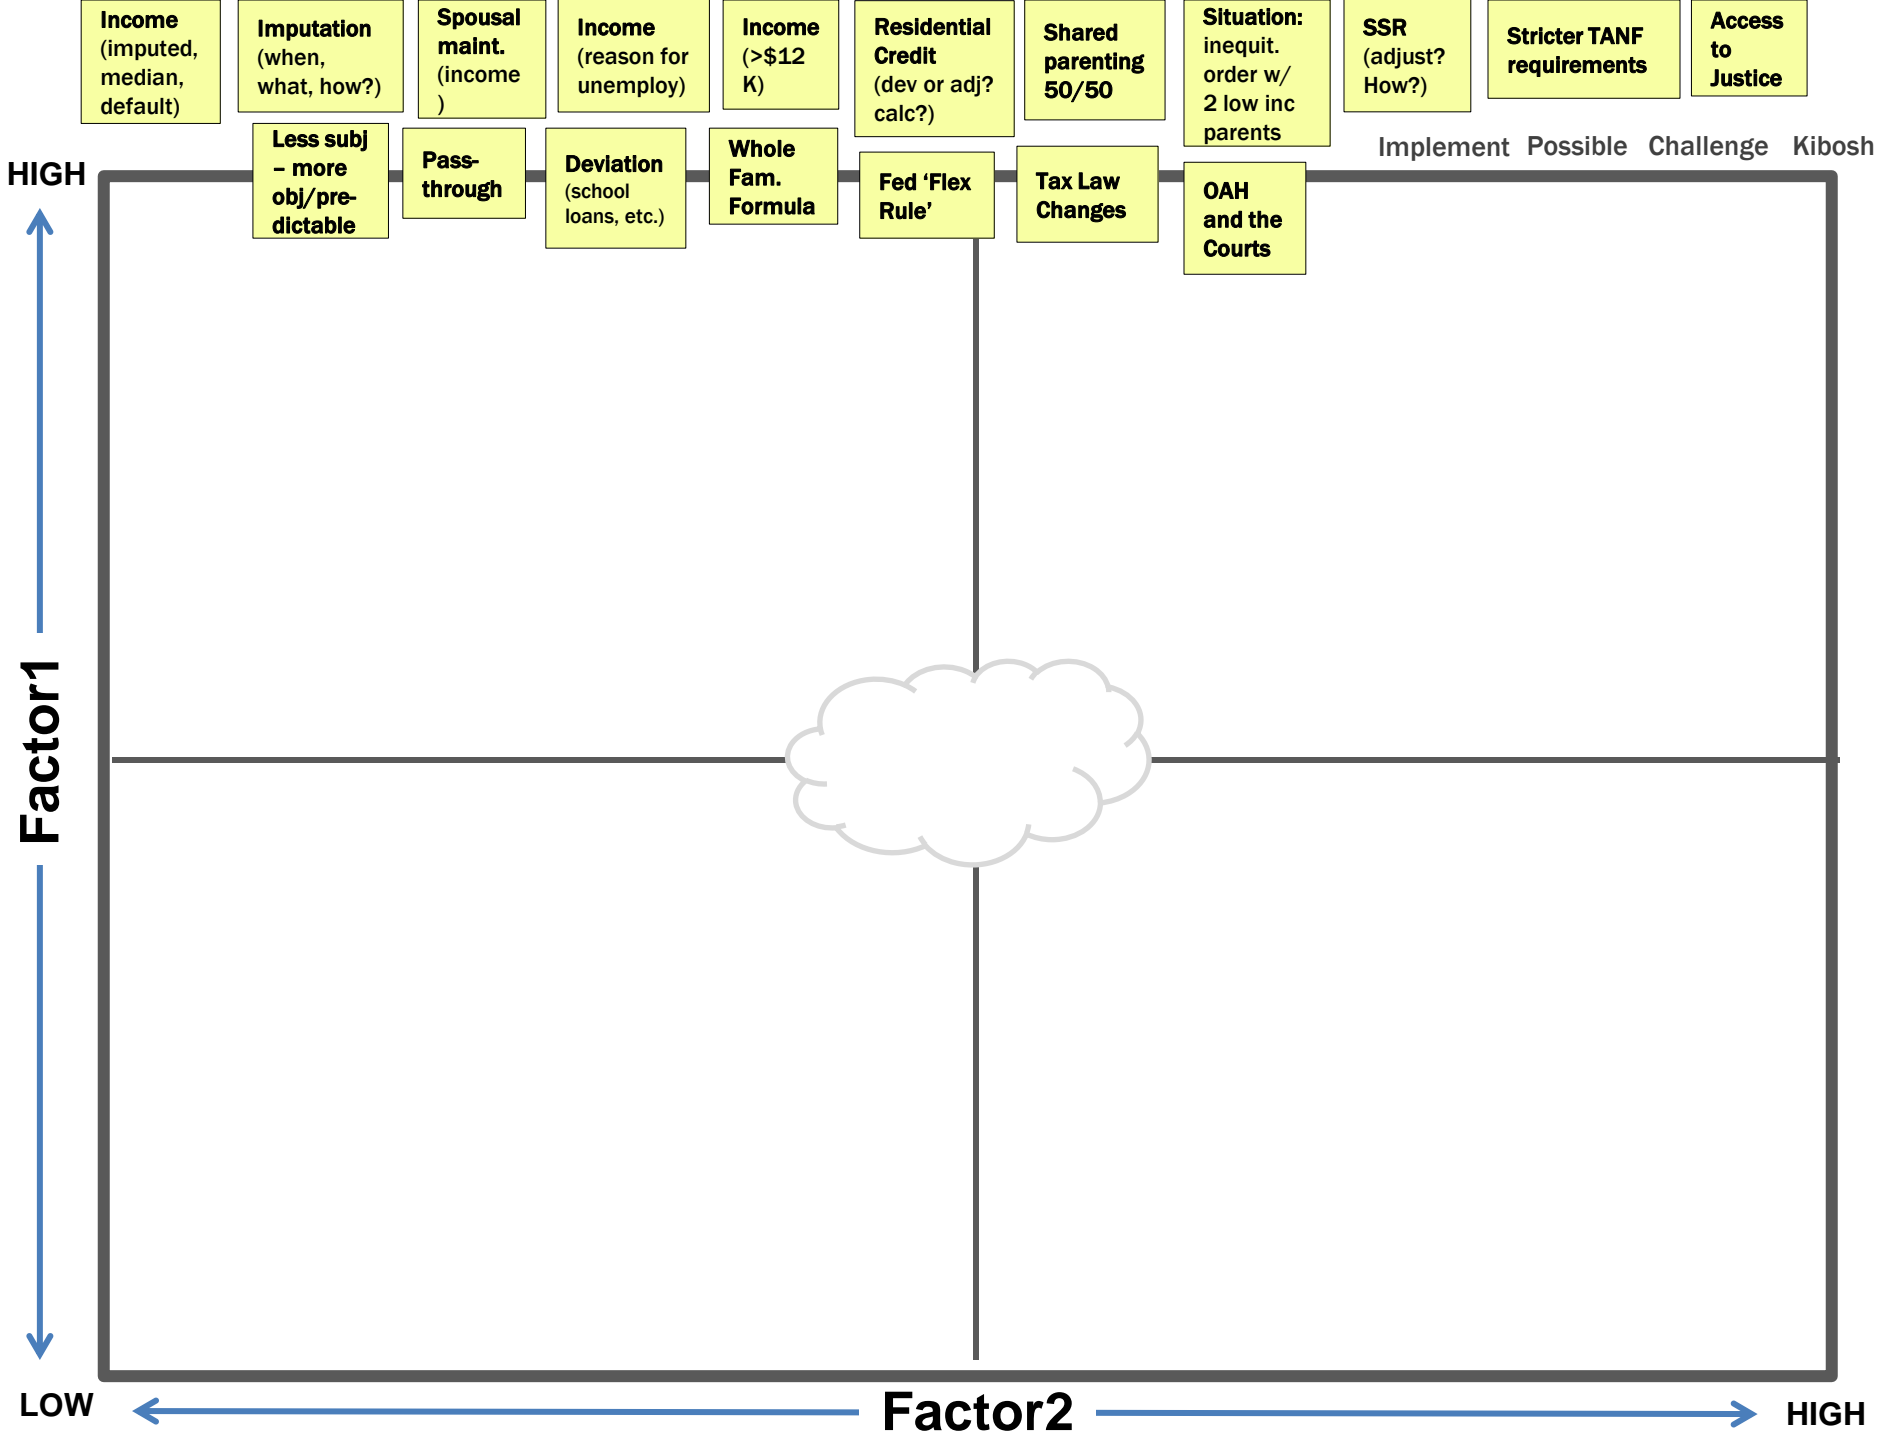 Income
(imputed,
median,
default)
Imputation
(when,
what, how?)
Spousal
maint.
(income
)
Income
(reason for
unemploy)
Income
(>$12
K)
Residential
Credit
(dev or adj?
calc?)
Shared
parenting
50/50
Situation:
inequit.
order w/
2 low inc
parents
SSR
(adjust?
How?)
Stricter TANF
requirements
Access
to
Justice
Less subj
– more
obj/pre-
dictable
Pass-
through
Deviation
(school
loans, etc.)
Whole
Fam.
Formula
Fed ‘Flex
Rule’
Tax Law
Changes
OAH
and the
Courts
Implement Possible Challenge Kibosh
HIGH
Factor1
LOW
Factor2
HIGH